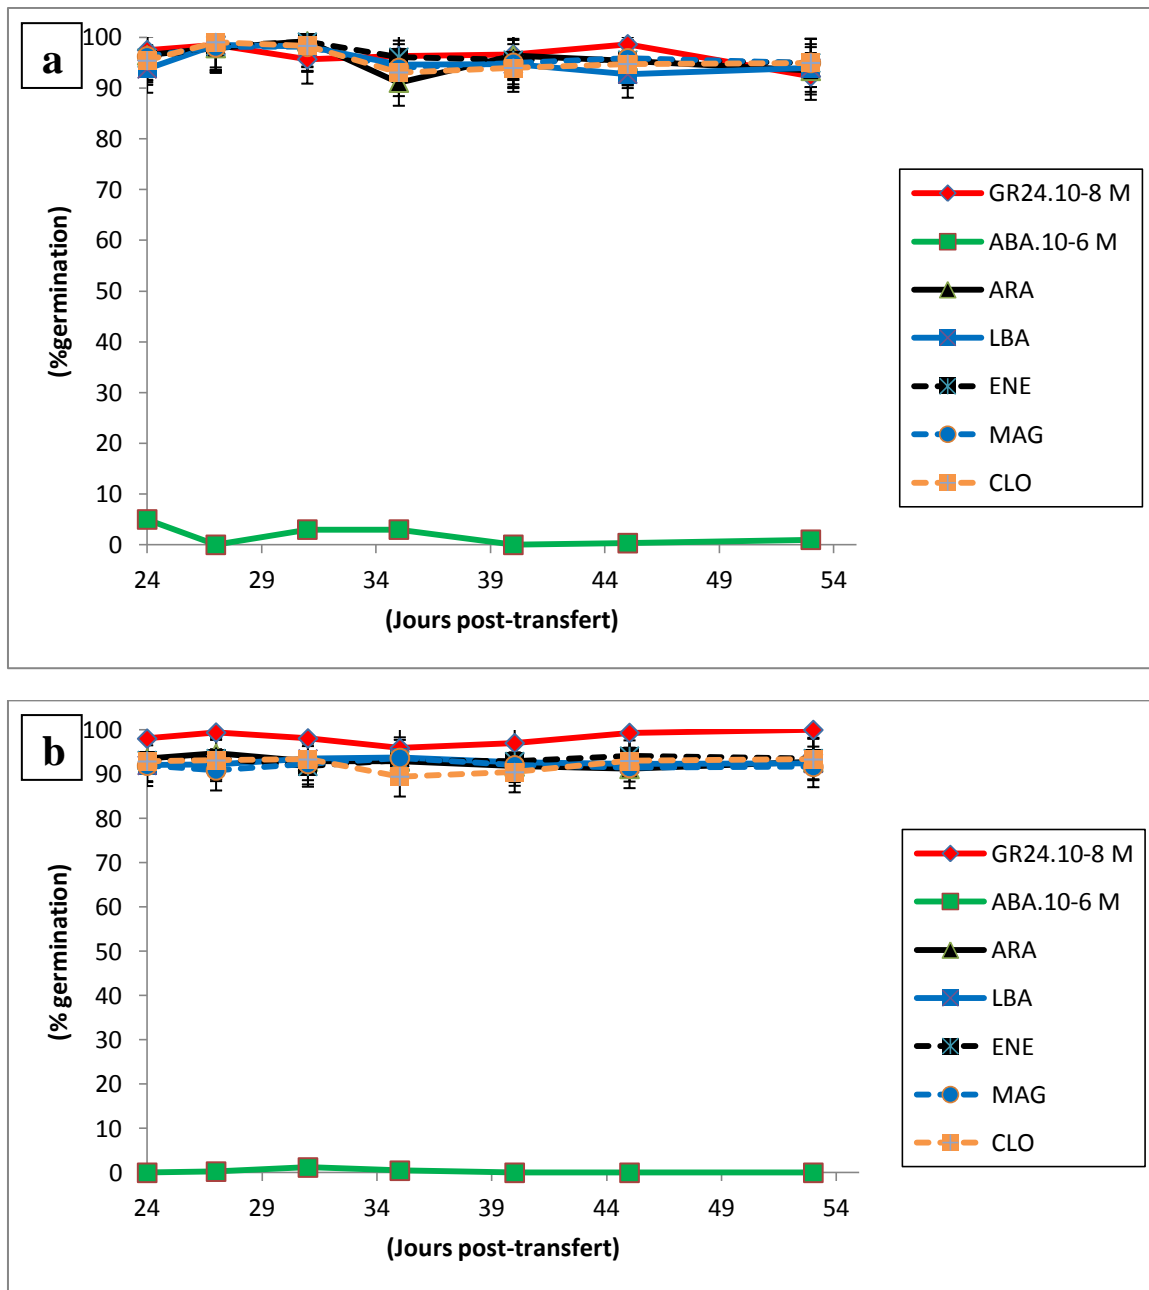 a
100
90
80
70
60
50
40
30
20
10
0
(%germination)
24 29 34 39 44 49 54
(Jours post-transfert)
GR24.10-8 M
ABA.10-6 M
ARA
LBA
ENE
MAG
CLO
b
100
90
80
70
60
50
40
30
20
10
0
(% germination)
24 29 34 39 44 49 54
(Jours post-transfert)
GR24.10-8 M
ABA.10-6 M
ARA
LBA
ENE
MAG
CLO